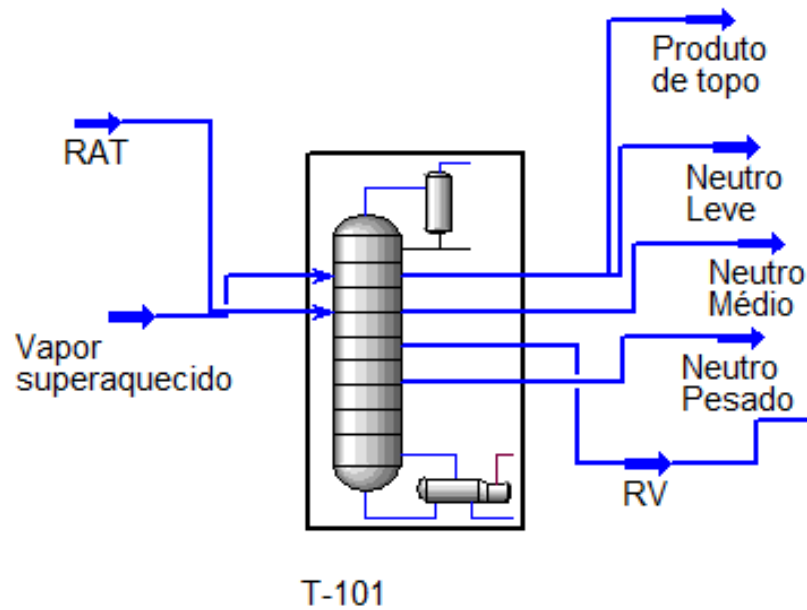 Produto
de topo
RAT
Neutro
Leve
Neutro
Médio
Vapor
superaquecido
Neutro
Pesado
RV
T-101